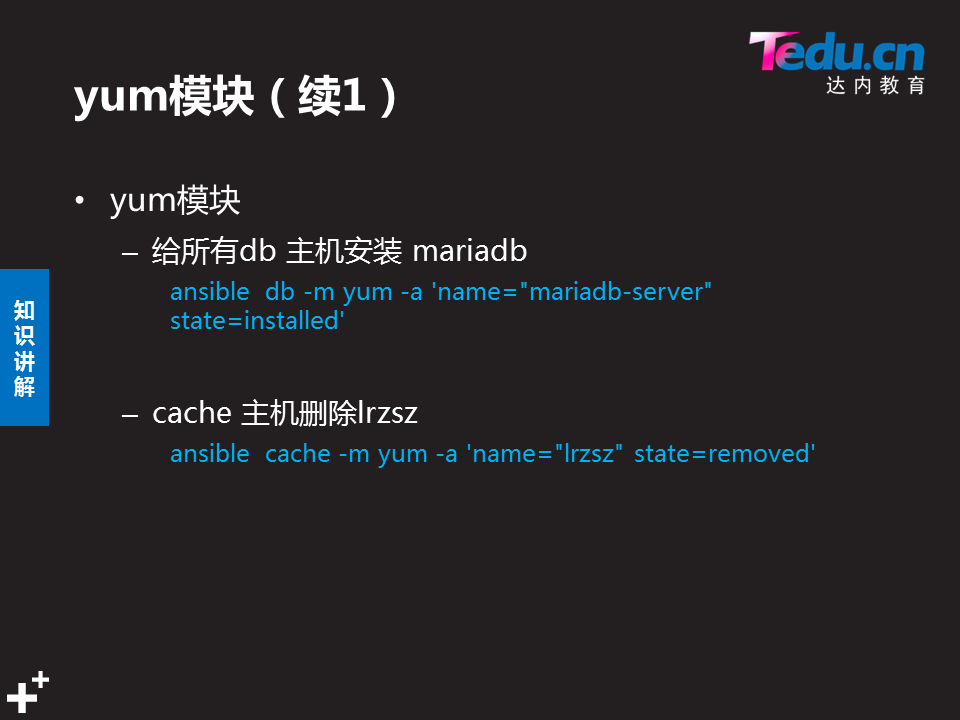 Tedu.cn
达内教育
yum模块（续1）
• yum模块
– 给所有db 主机安装 mariadb
ansible  db -m yum -a 'name="mariadb-server"
state=installed'
知
识
讲
解
– cache 主机删除lrzsz
ansible  cache -m yum -a 'name="lrzsz" state=removed'